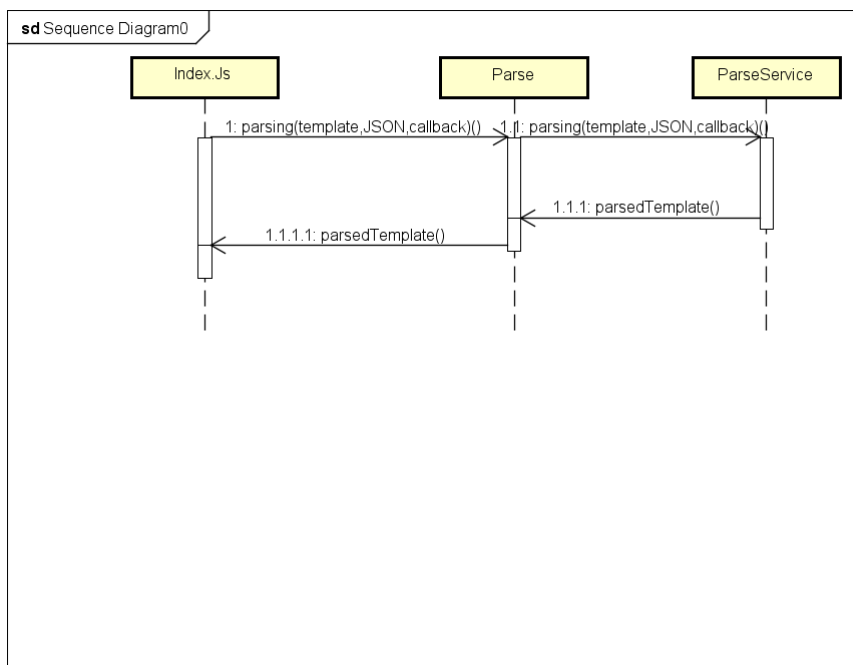 sd Sequence Diagram0
Index.Js
Parse
ParseService
1: parsing(template,JSON,callback)()
1.1: parsing(template,JSON,callback)()
1.1.1: parsedTemplate()
1.1.1.1: parsedTemplate()